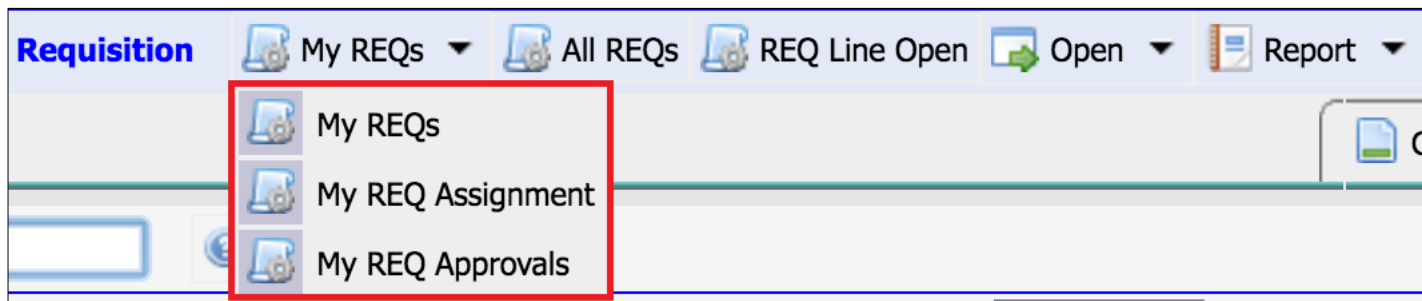 Requisition My REQs All REQs REQ Line Open Open Report
My REQs
My REQ Assignment
My REQ Approvals